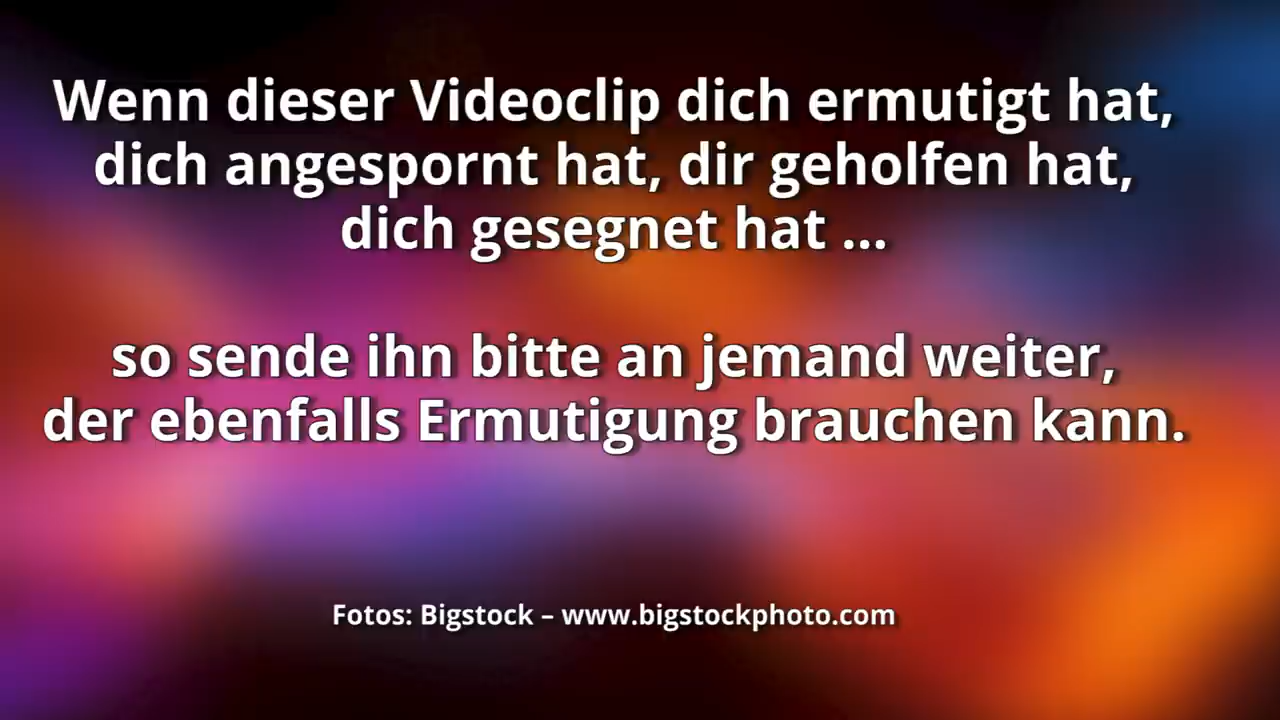 Wenn dieser Videoclip dich ermutigt hat,
dich angespornt hat, dir geholfen hat,
dich gesegnet hat ...
so sende ihn bitte an jemand weiter,
der ebenfalls Ermutigung brauchen kann.
Fotos: Bigstock – www.bigstockphoto.com